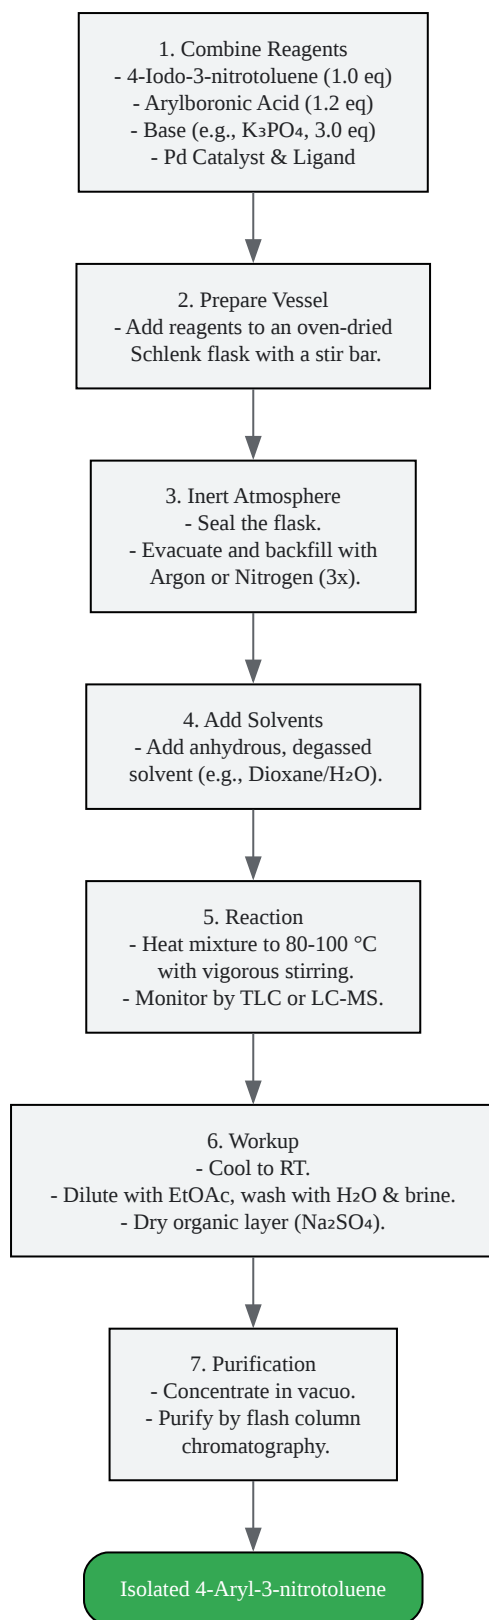 1. Combine Reagents
- 4-Iodo-3-nitrotoluene (1.0 eq)
- Arylboronic Acid (1.2 eq)
- Base (e.g., K₃PO₄, 3.0 eq)
- Pd Catalyst & Ligand
2. Prepare Vessel
- Add reagents to an oven-dried
Schlenk flask with a stir bar.
3. Inert Atmosphere
- Seal the flask.
- Evacuate and backfill with
Argon or Nitrogen (3x).
4. Add Solvents
- Add anhydrous, degassed
solvent (e.g., Dioxane/H₂O).
5. Reaction
- Heat mixture to 80-100 °C
with vigorous stirring.
- Monitor by TLC or LC-MS.
6. Workup
- Cool to RT.
- Dilute with EtOAc, wash with H₂O & brine.
- Dry organic layer (Na₂SO₄).
7. Purification
- Concentrate in vacuo.
- Purify by flash column
chromatography.
Isolated 4-Aryl-3-nitrotoluene